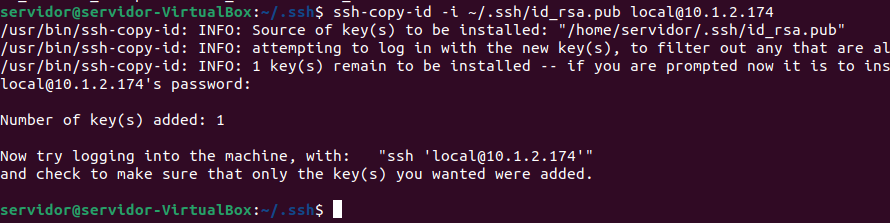 servidor@servidor-VirtualBox:~/.ssh$ ssh-copy-id -i ~/.ssh/id_rsa.pub local@10.1.2.174
/usr/bin/ssh-copy-id: INFO: Source of key(s) to be installed: "/home/servidor/.ssh/id_rsa.pub"
/usr/bin/ssh-copy-id: INFO: attempting to log in with the new key(s), to filter out any that are al
/usr/bin/ssh-copy-id: INFO: 1 key(s) remain to be installed -- if you are prompted now it is to ins
local@10.1.2.174's password:
Number of key(s) added: 1
Now try logging into the machine, with:   "ssh 'local@10.1.2.174'"
and check to make sure that only the key(s) you wanted were added.
servidor@servidor-VirtualBox:~/.ssh$